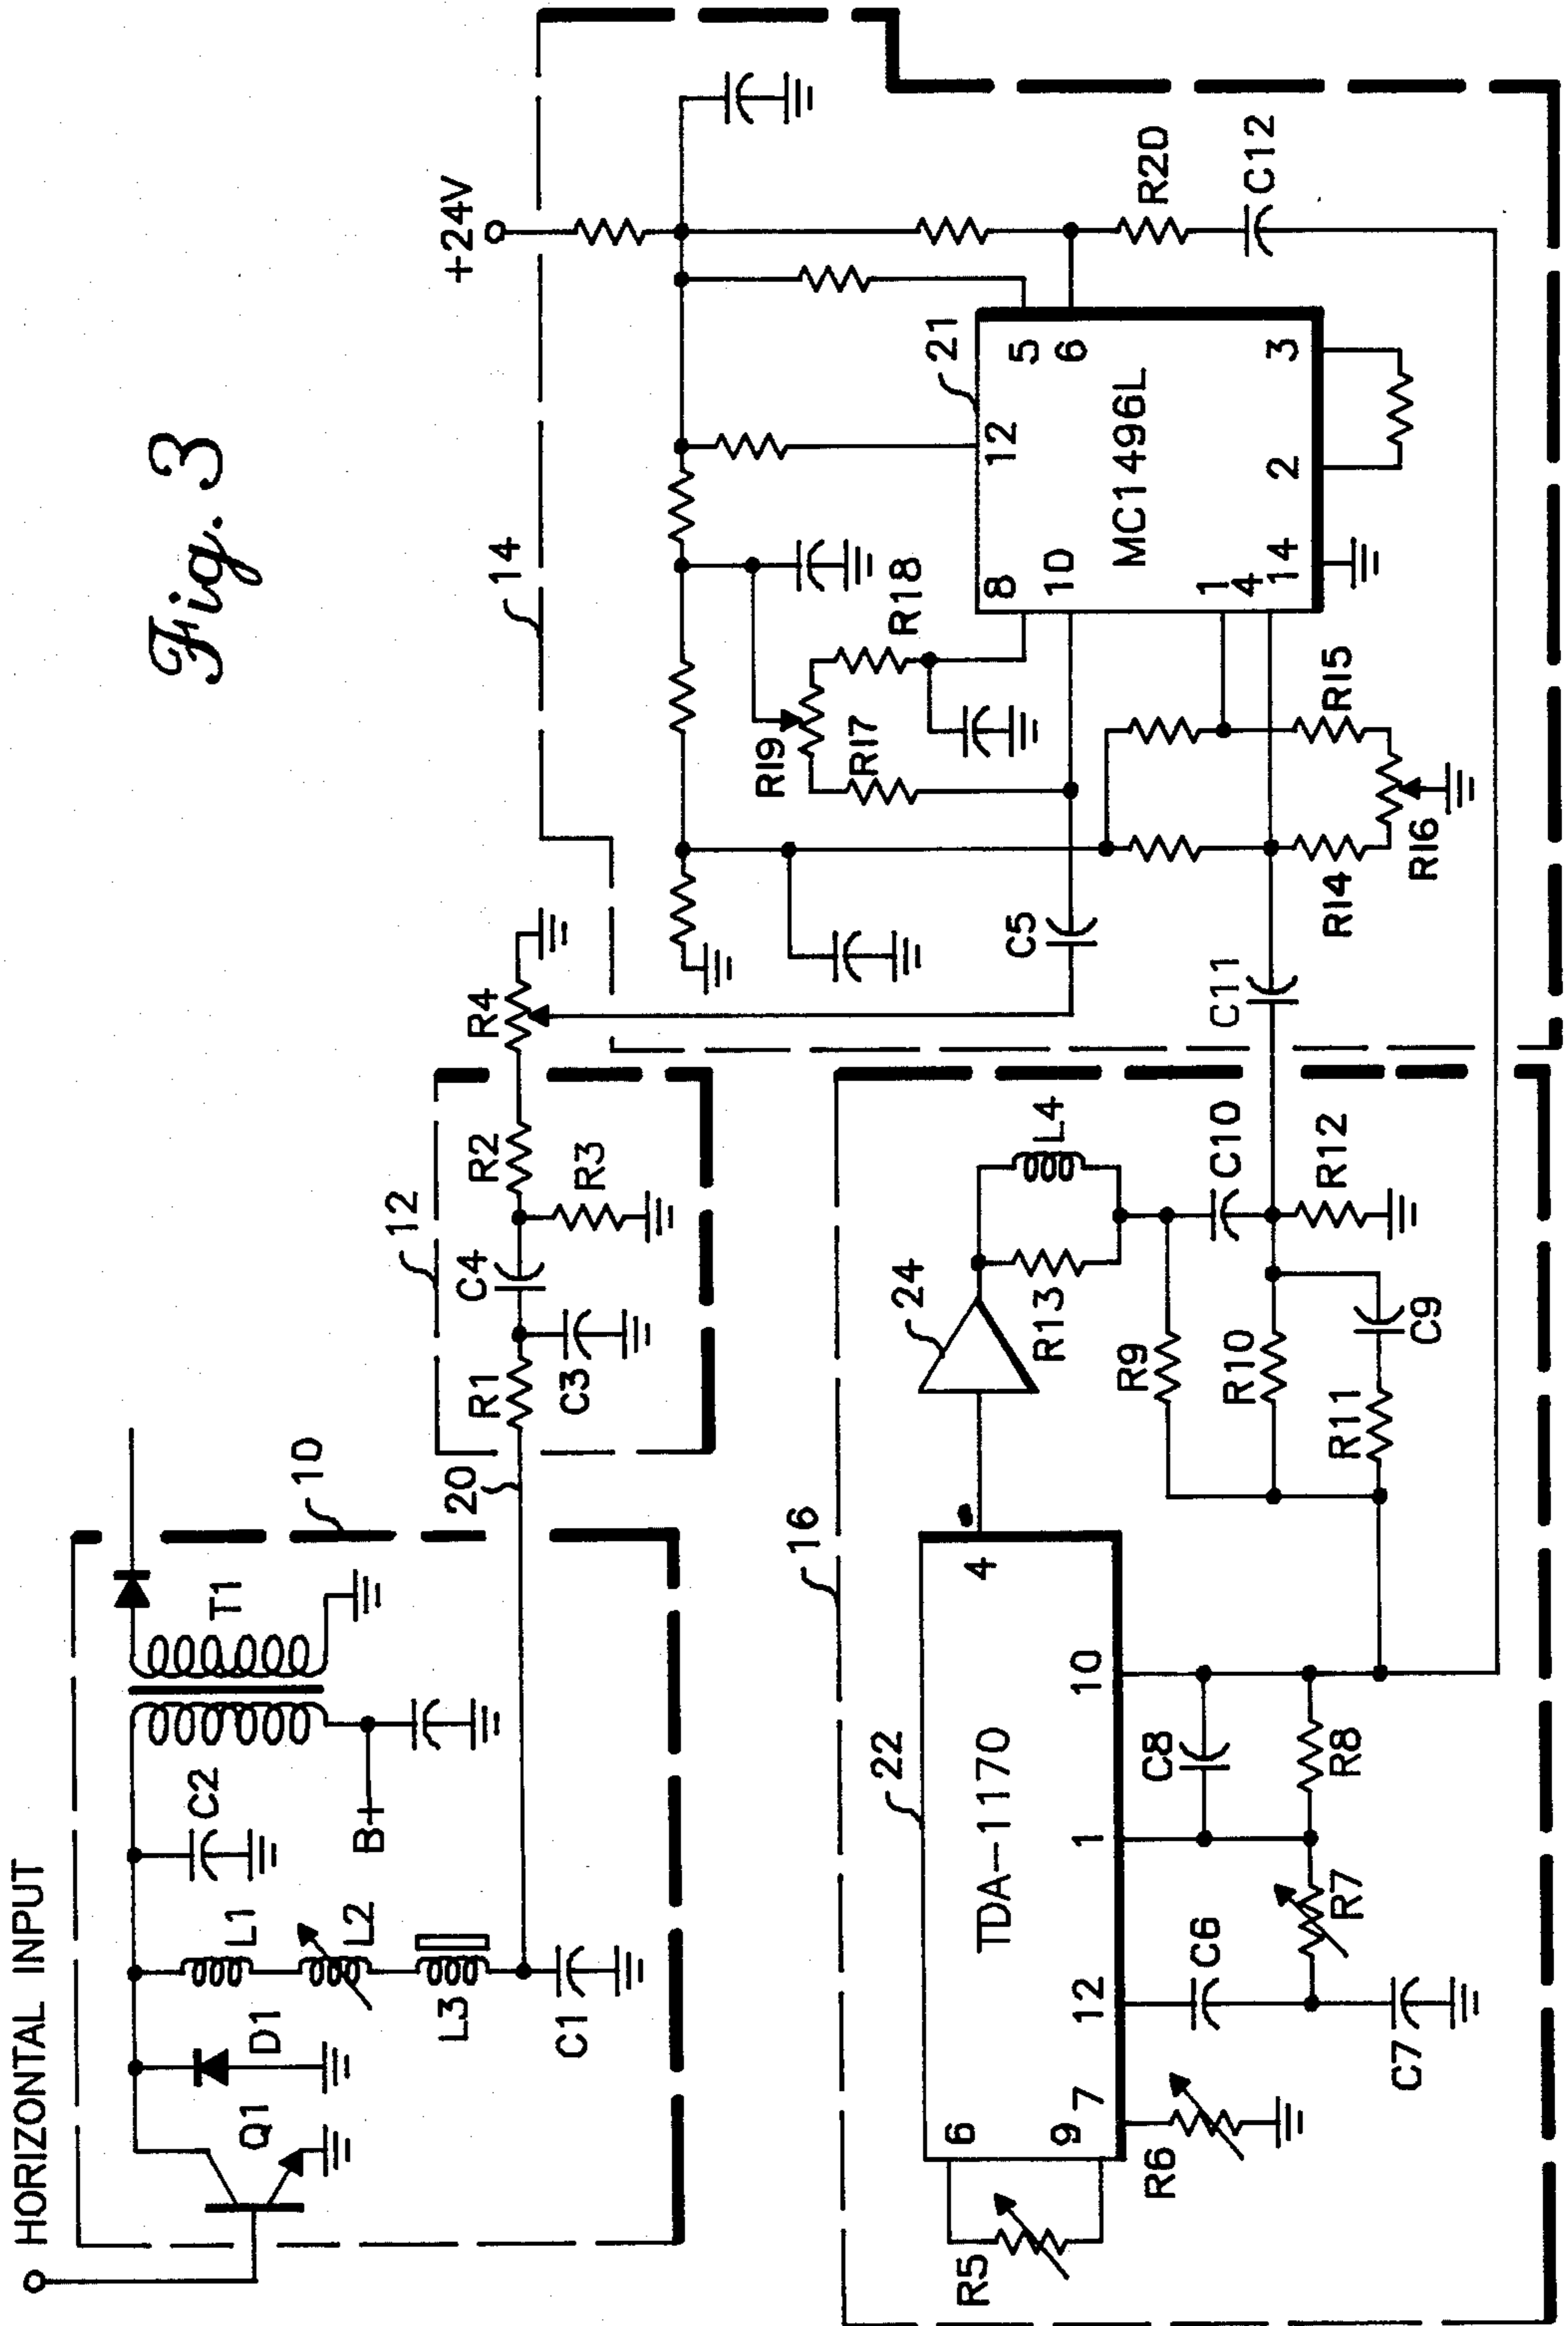 Fig. 3
HORIZONTAL INPUT
Q1
D1
L1
L2
L3
C1
C2
B+
T1
10
20
12
R1
C3
C4
R2
R3
R4
14
+24V
R19
R17
R18
C5
21
12
8
5
10
6
MC1496L
1
4
14
2
3
R20
C12
R15
R14
R16
C11
16
22
TDA-1170
6
9
7
12
1
10
4
R5
R6
C6
C7
R7
C8
R8
24
R13
L4
R9
C10
R10
R12
R11
C9